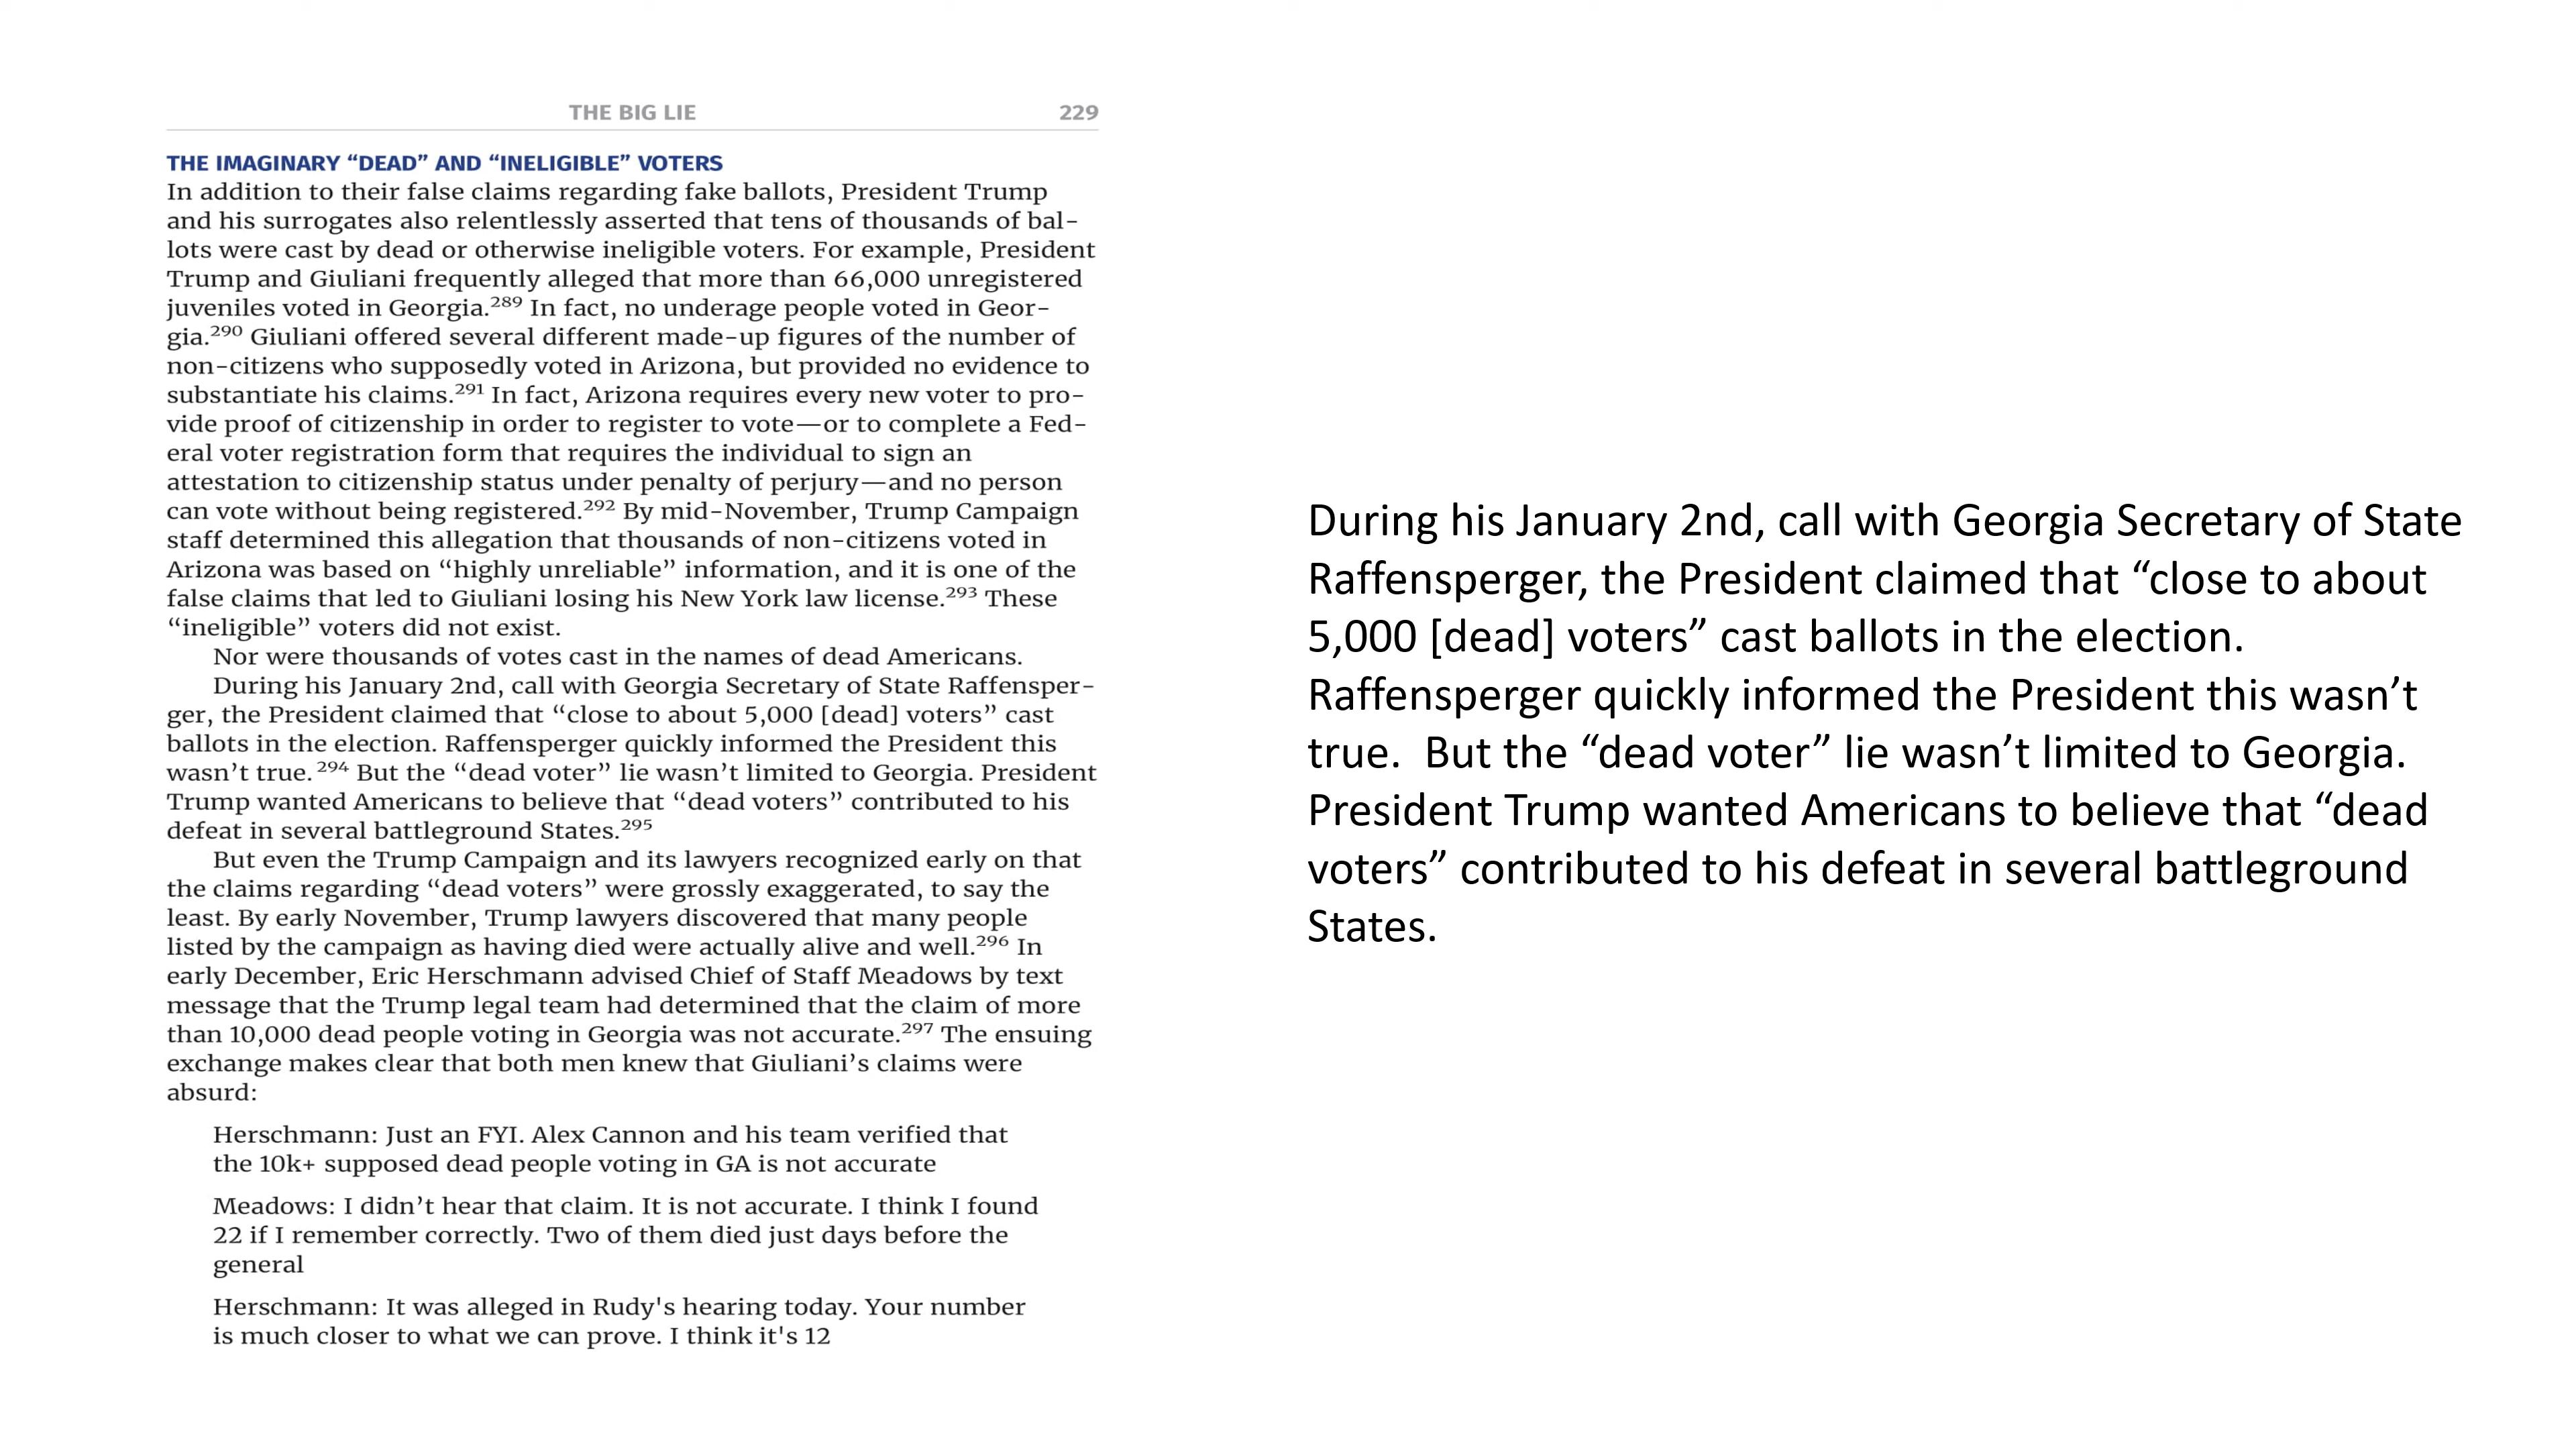 THE BIG LIE 229
THE IMAGINARY “DEAD” AND “INELIGIBLE” VOTERS
In addition to their false claims regarding fake ballots, President Trump
and his surrogates also relentlessly asserted that tens of thousands of bal-
lots were cast by dead or otherwise ineligible voters. For example, President
Trump and Giuliani frequently alleged that more than 66,000 unregistered
juveniles voted in Georgia.289 In fact, no underage people voted in Geor-
gia.290 Giuliani offered several different made-up figures of the number of
non-citizens who supposedly voted in Arizona, but provided no evidence to
substantiate his claims.291 In fact, Arizona requires every new voter to pro-
vide proof of citizenship in order to register to vote—or to complete a Fed-
eral voter registration form that requires the individual to sign an
attestation to citizenship status under penalty of perjury—and no person
can vote without being registered.292 By mid-November, Trump Campaign
staff determined this allegation that thousands of non-citizens voted in
Arizona was based on “highly unreliable” information, and it is one of the
false claims that led to Giuliani losing his New York law license.293 These
“ineligible” voters did not exist.
Nor were thousands of votes cast in the names of dead Americans.
During his January 2nd, call with Georgia Secretary of State Raffensper-
ger, the President claimed that “close to about 5,000 [dead] voters” cast
ballots in the election. Raffensperger quickly informed the President this
wasn’t true. 294 But the “dead voter” lie wasn’t limited to Georgia. President
Trump wanted Americans to believe that “dead voters” contributed to his
defeat in several battleground States.295
But even the Trump Campaign and its lawyers recognized early on that
the claims regarding “dead voters” were grossly exaggerated, to say the
least. By early November, Trump lawyers discovered that many people
listed by the campaign as having died were actually alive and well.296 In
early December, Eric Herschmann advised Chief of Staff Meadows by text
message that the Trump legal team had determined that the claim of more
than 10,000 dead people voting in Georgia was not accurate.297 The ensuing
exchange makes clear that both men knew that Giuliani’s claims were
absurd:
Herschmann: Just an FYI. Alex Cannon and his team verified that
the 10k+ supposed dead people voting in GA is not accurate
Meadows: I didn’t hear that claim. It is not accurate. I think I found
22 if I remember correctly. Two of them died just days before the
general
Herschmann: It was alleged in Rudy's hearing today. Your number
is much closer to what we can prove. I think it's 12
During his January 2nd, call with Georgia Secretary of State
Raffensperger, the President claimed that “close to about
5,000 [dead] voters” cast ballots in the election.
Raffensperger quickly informed the President this wasn’t
true.  But the “dead voter” lie wasn’t limited to Georgia.
President Trump wanted Americans to believe that “dead
voters” contributed to his defeat in several battleground
States.